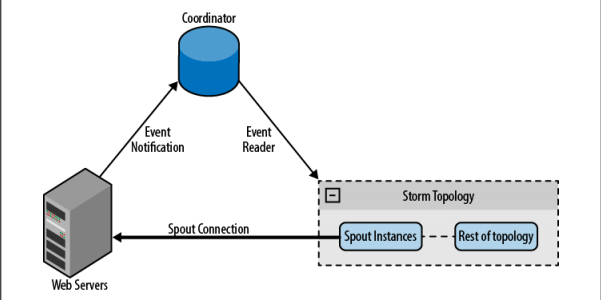 Coordinator
Event
Notification
Event
Reader
Storm Topology
Spout Connection
Spout Instances
Rest of topology
Web Servers